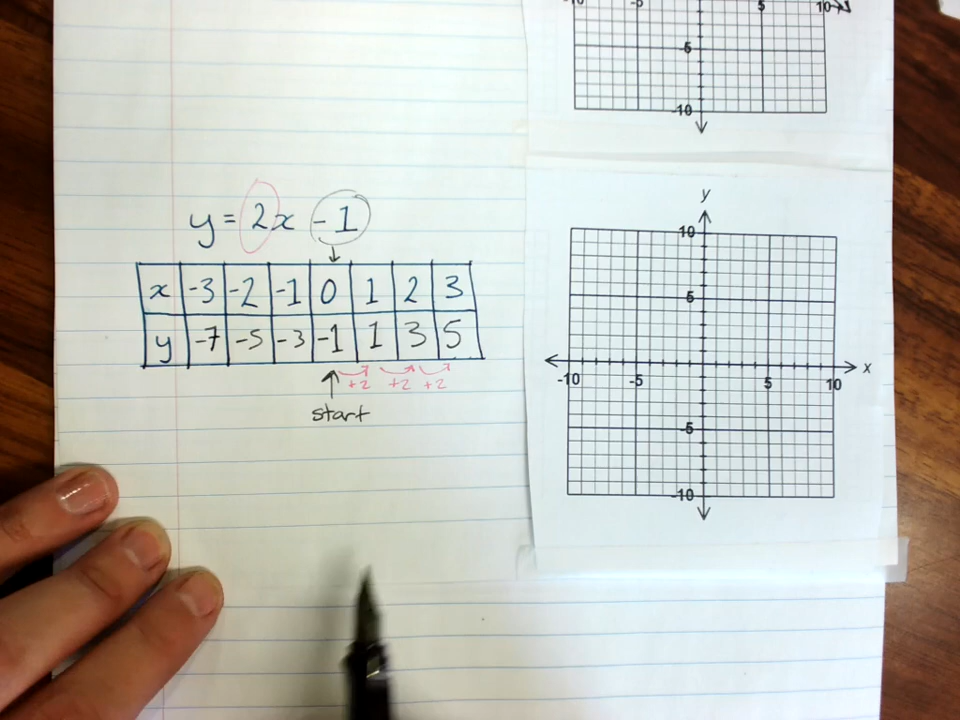 -10 -5 5 10
-5
-10
y = 2x -1
x -3 -2 -1 0 1 2 3
y -7 -5 -3 -1 1 3 5
+2 +2 +2
start
y
10
5
x
-10 -5 5 10
-5
-10